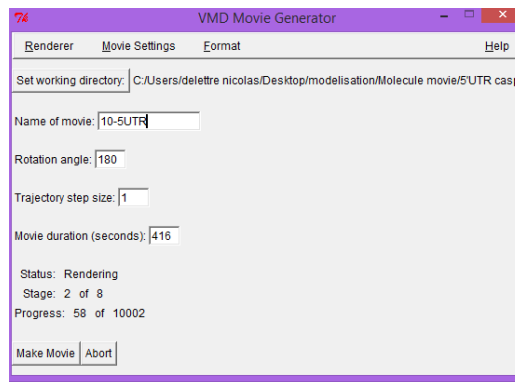 VMD Movie Generator
Renderer Movie Settings Format Help
Set working directory: C:/Users/delettre nicolas/Desktop/modelisation/Molecule movie/5'UTR casp
Name of movie: 10-5UTR
Rotation angle: 180
Trajectory step size: 1
Movie duration (seconds): 416
Status: Rendering
Stage: 2 of 8
Progress: 58 of 10002
Make Movie Abort